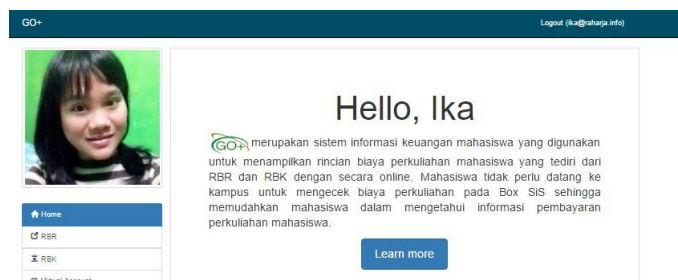 GO+
Logout (ika@raharja.info)
Hello, Ika
GO+ merupakan sistem informasi keuangan mahasiswa yang digunakan
untuk menampilkan rincian biaya perkuliahan mahasiswa yang tediri dari
RBR dan RBK dengan secara online. Mahasiswa tidak perlu datang ke
kampus untuk mengecek biaya perkuliahan pada Box SiS sehingga
memudahkan mahasiswa dalam mengetahui informasi pembayaran
perkuliahan mahasiswa.
Learn more
Home
RBR
RBK
Virtual Account